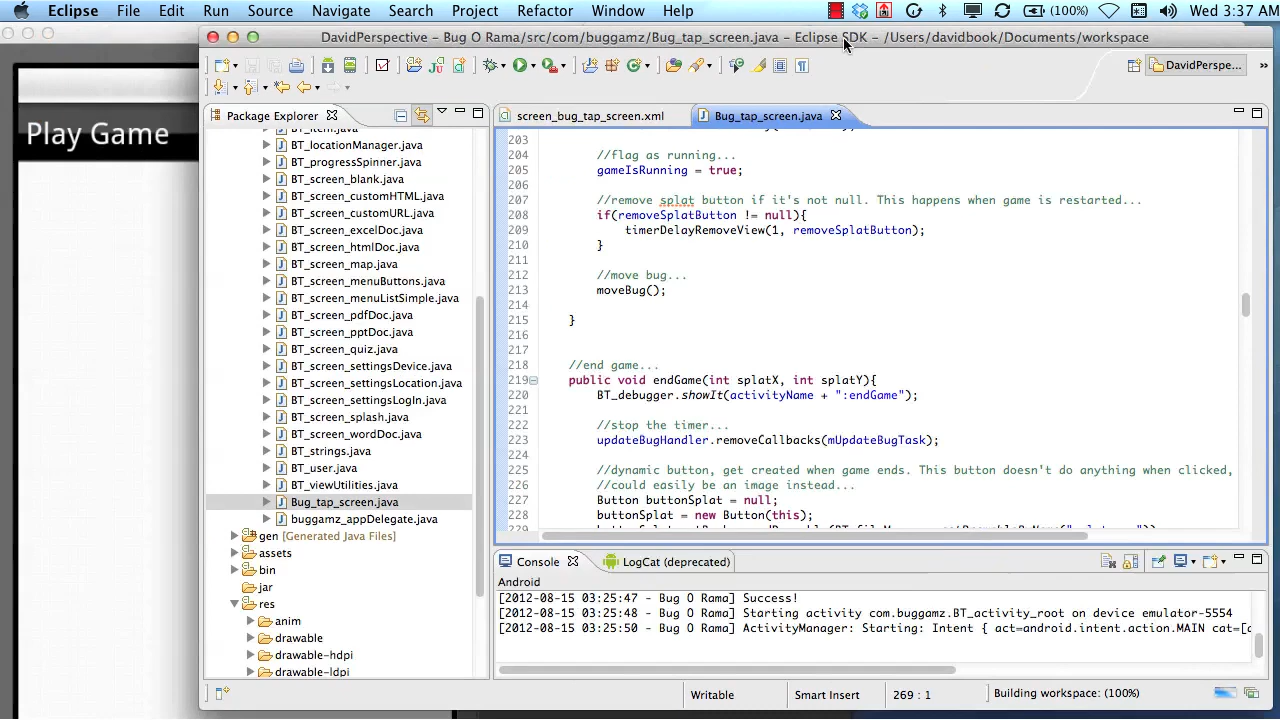 Eclipse File Edit Run Source Navigate Search Project Refactor Window Help (100%) Wed 3:37 AM
DavidPerspective – Bug O Rama/src/com/buggamz/Bug_tap_screen.java – Eclipse SDK – /Users/davidbook/Documents/workspace
DavidPerspe... »
Play Game
Package Explorer
BT_item.java
BT_locationManager.java
BT_progressSpinner.java
BT_screen_blank.java
BT_screen_customHTML.java
BT_screen_customURL.java
BT_screen_excelDoc.java
BT_screen_htmlDoc.java
BT_screen_map.java
BT_screen_menuButtons.java
BT_screen_menuListSimple.java
BT_screen_pdfDoc.java
BT_screen_pptDoc.java
BT_screen_quiz.java
BT_screen_settingsDevice.java
BT_screen_settingsLocation.java
BT_screen_settingsLogIn.java
BT_screen_splash.java
BT_screen_wordDoc.java
BT_strings.java
BT_user.java
BT_viewUtilities.java
Bug_tap_screen.java
buggamz_appDelegate.java
gen [Generated Java Files]
assets
bin
jar
res
anim
drawable
drawable-hdpi
drawable-ldpi
screen_bug_tap_screen.xml Bug_tap_screen.java
203
204 //flag as running...
205 gameIsRunning = true;
206
207 //remove splat button if it's not null. This happens when game is restarted...
208 if(removeSplatButton != null){
209 timerDelayRemoveView(1, removeSplatButton);
210 }
211
212 //move bug...
213 moveBug();
214
215 }
216
217
218 //end game...
219 public void endGame(int splatX, int splatY){
220 BT_debugger.showIt(activityName + ":endGame");
221
222 //stop the timer...
223 updateBugHandler.removeCallbacks(mUpdateBugTask);
224
225 //dynamic button, get created when game ends. This button doesn't do anything when clicked,
226 //could easily be an image instead...
227 Button buttonSplat = null;
228 buttonSplat = new Button(this);
229
Console LogCat (deprecated)
Android
[2012-08-15 03:25:47 - Bug O Rama] Success!
[2012-08-15 03:25:48 - Bug O Rama] Starting activity com.buggamz.BT_activity_root on device emulator-5554
[2012-08-15 03:25:50 - Bug O Rama] ActivityManager: Starting: Intent { act=android.intent.action.MAIN cat=[
Writable Smart Insert 269 : 1 Building workspace: (100%)